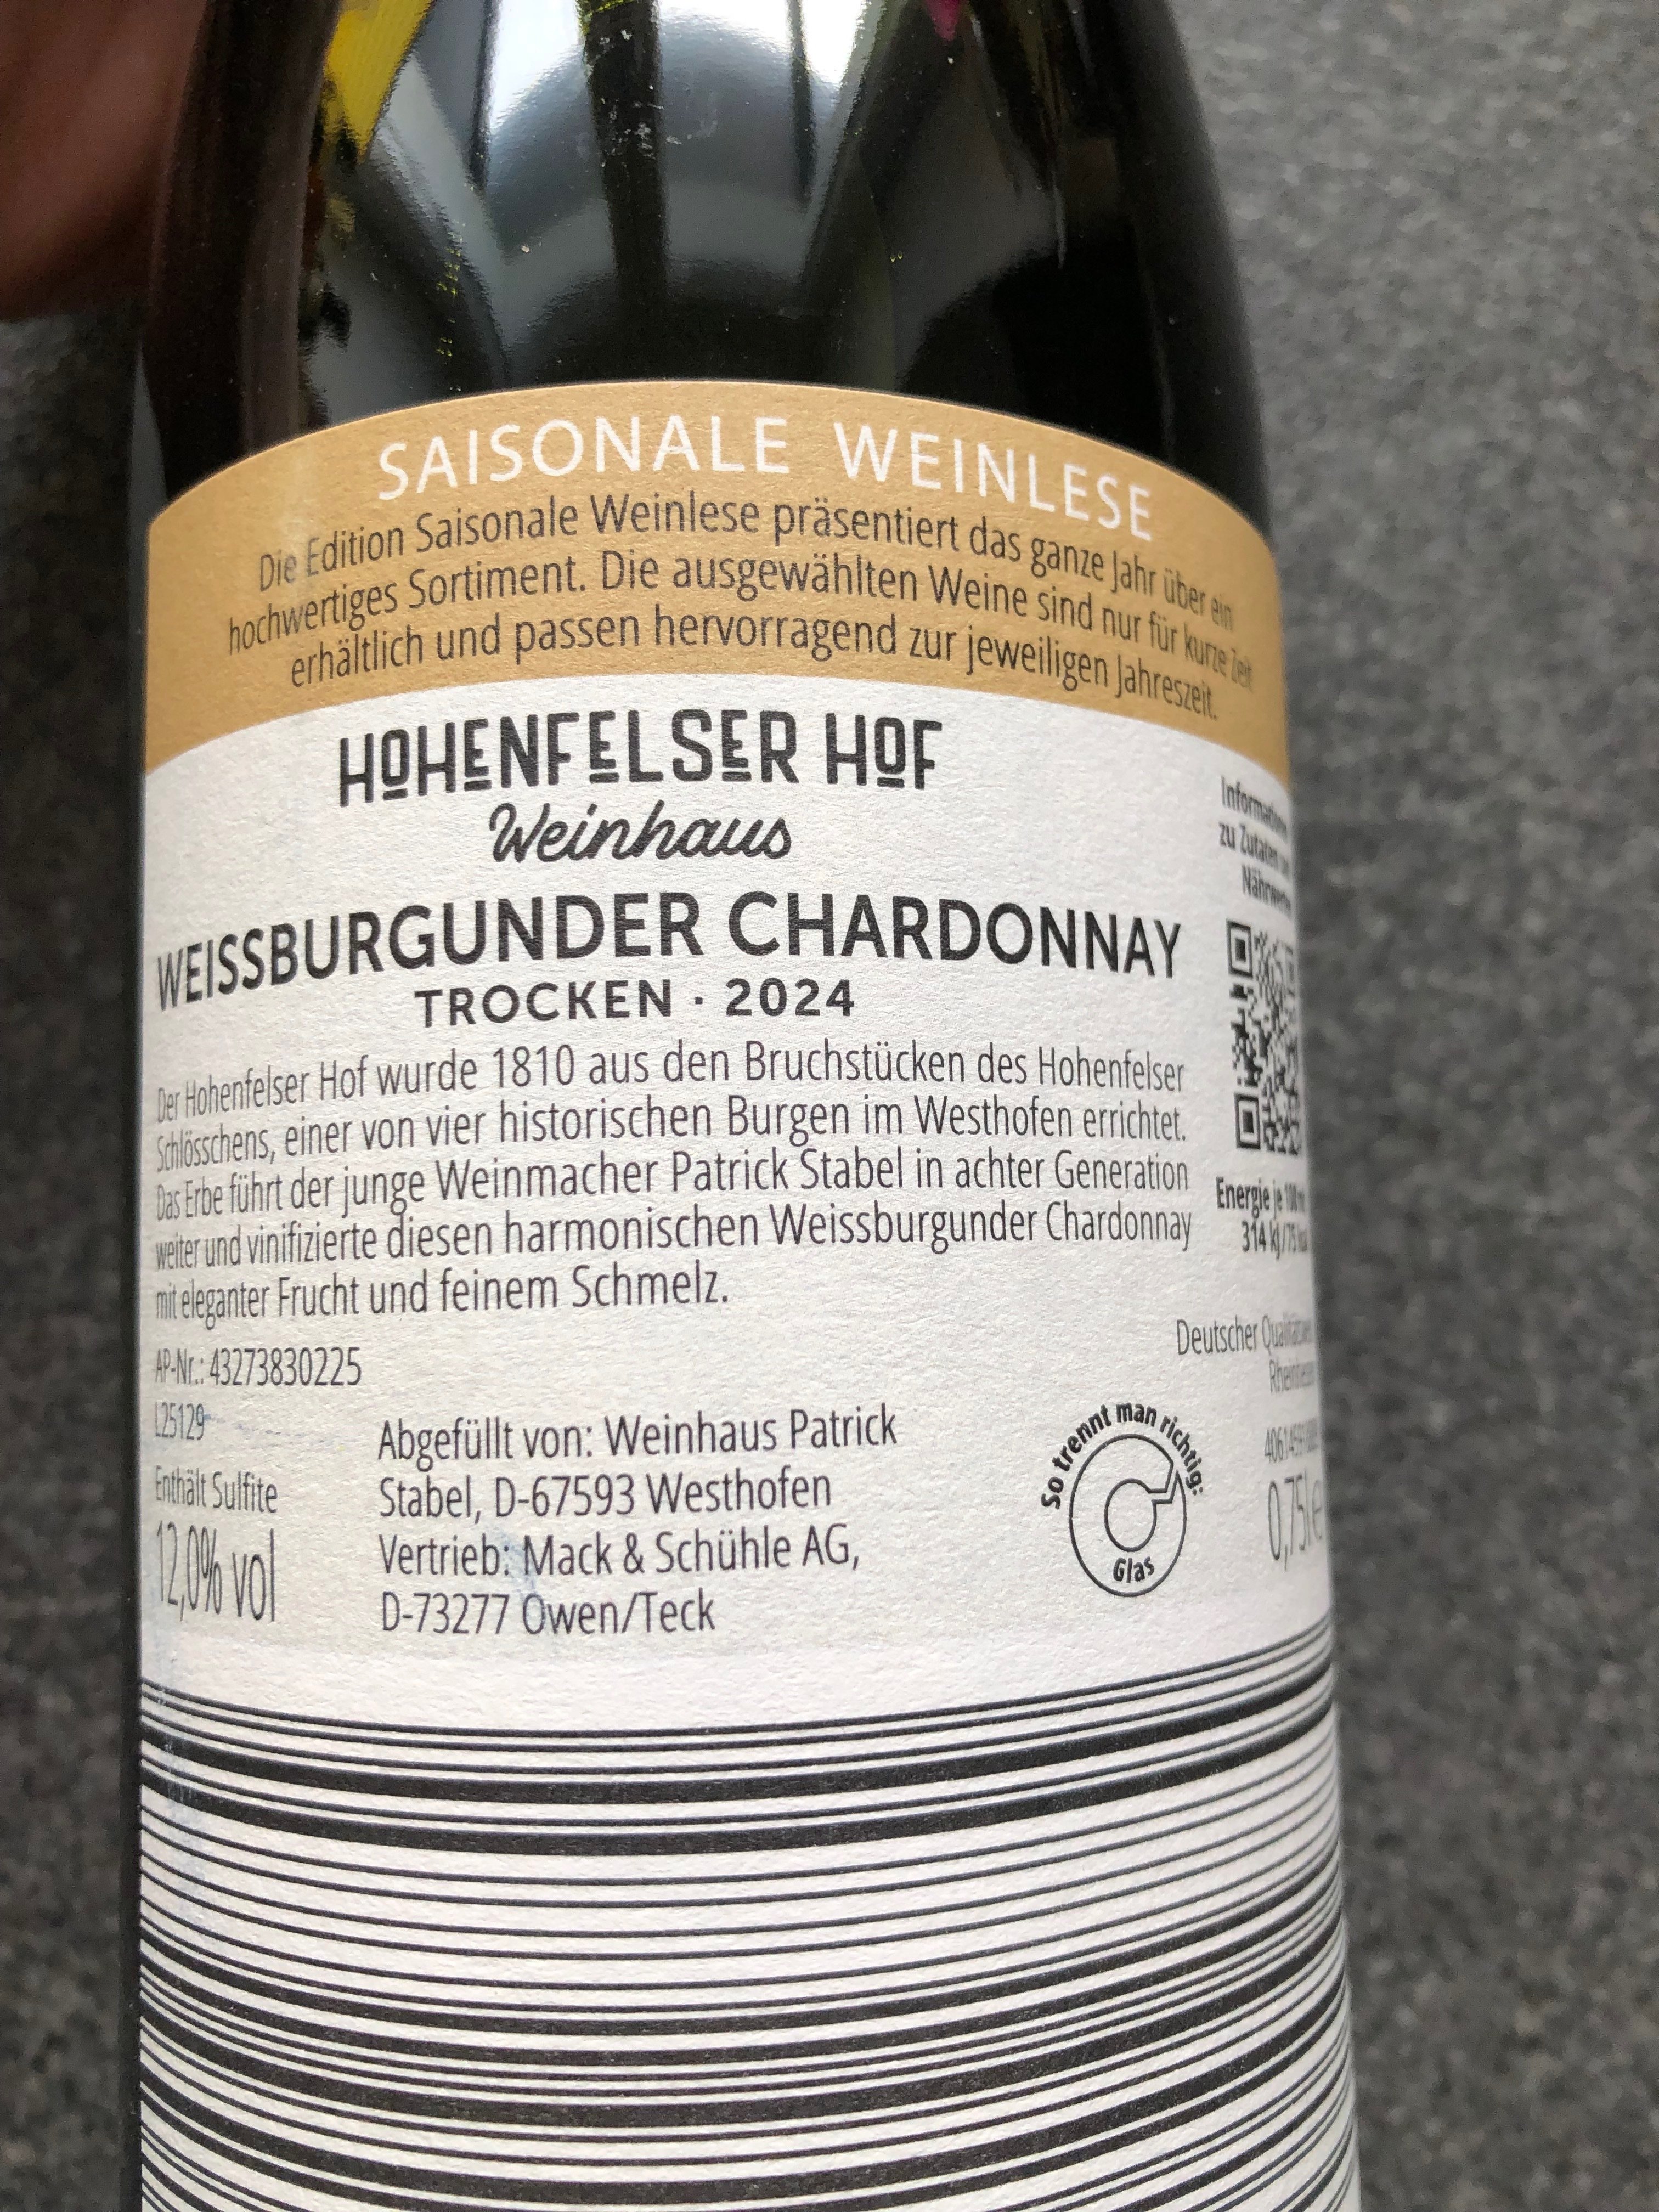 SAISONALE WEINLESE
Die Edition Saisonale Weinlese präsentiert das ganze Jahr über ein
hochwertiges Sortiment. Die ausgewählten Weine sind nur für kurze Zeit
erhältlich und passen hervorragend zur jeweiligen Jahreszeit.
HOHENFELSER HOF
Weinhaus
WEISSBURGUNDER CHARDONNAY
TROCKEN · 2024
Der Hohenfelser Hof wurde 1810 aus den Bruchstücken des Hohenfelser
Schlösschens, einer von vier historischen Burgen im Westhofen errichtet.
Das Erbe führt der junge Weinmacher Patrick Stabel in achter Generation
weiter und vinifizierte diesen harmonischen Weissburgunder Chardonnay
mit eleganter Frucht und feinem Schmelz.
AP-Nr.: 43273830225
L25129
Enthält Sulfite
12,0% vol
Abgefüllt von: Weinhaus Patrick
Stabel, D-67593 Westhofen
Vertrieb: Mack & Schühle AG,
D-73277 Owen/Teck
So trennt man richtig:
Glas
Informationen
zu Zutaten
Energie je
314 kJ/75
Deutscher
0,75l e